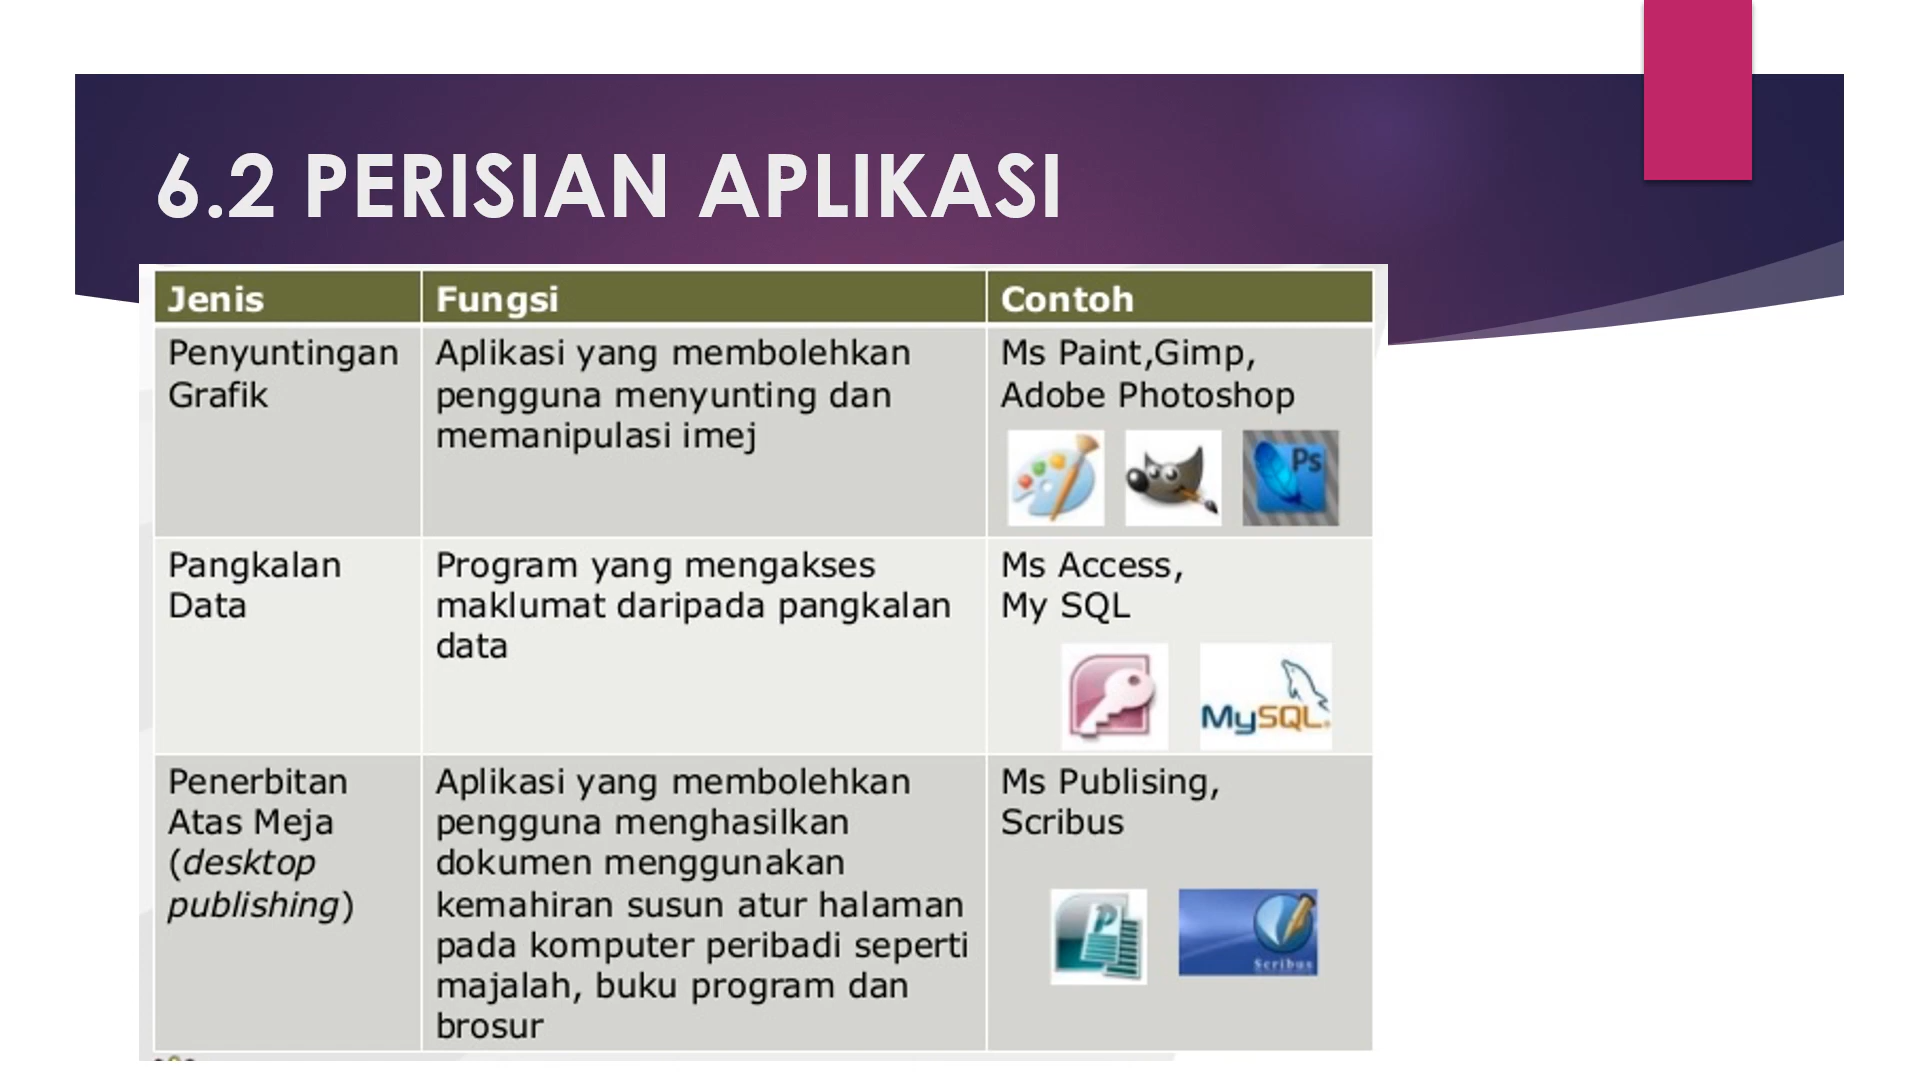 6.2 PERISIAN APLIKASI
Jenis
Fungsi
Contoh
Penyuntingan
Grafik
Aplikasi yang membolehkan
pengguna menyunting dan
memanipulasi imej
Ms Paint,Gimp,
Adobe Photoshop
Ps
Pangkalan
Data
Program yang mengakses
maklumat daripada pangkalan
data
Ms Access,
My SQL
MySQL
Penerbitan
Atas Meja
(desktop
publishing)
Aplikasi yang membolehkan
pengguna menghasilkan
dokumen menggunakan
kemahiran susun atur halaman
pada komputer peribadi seperti
majalah, buku program dan
brosur
Ms Publising,
Scribus
P
Scribus